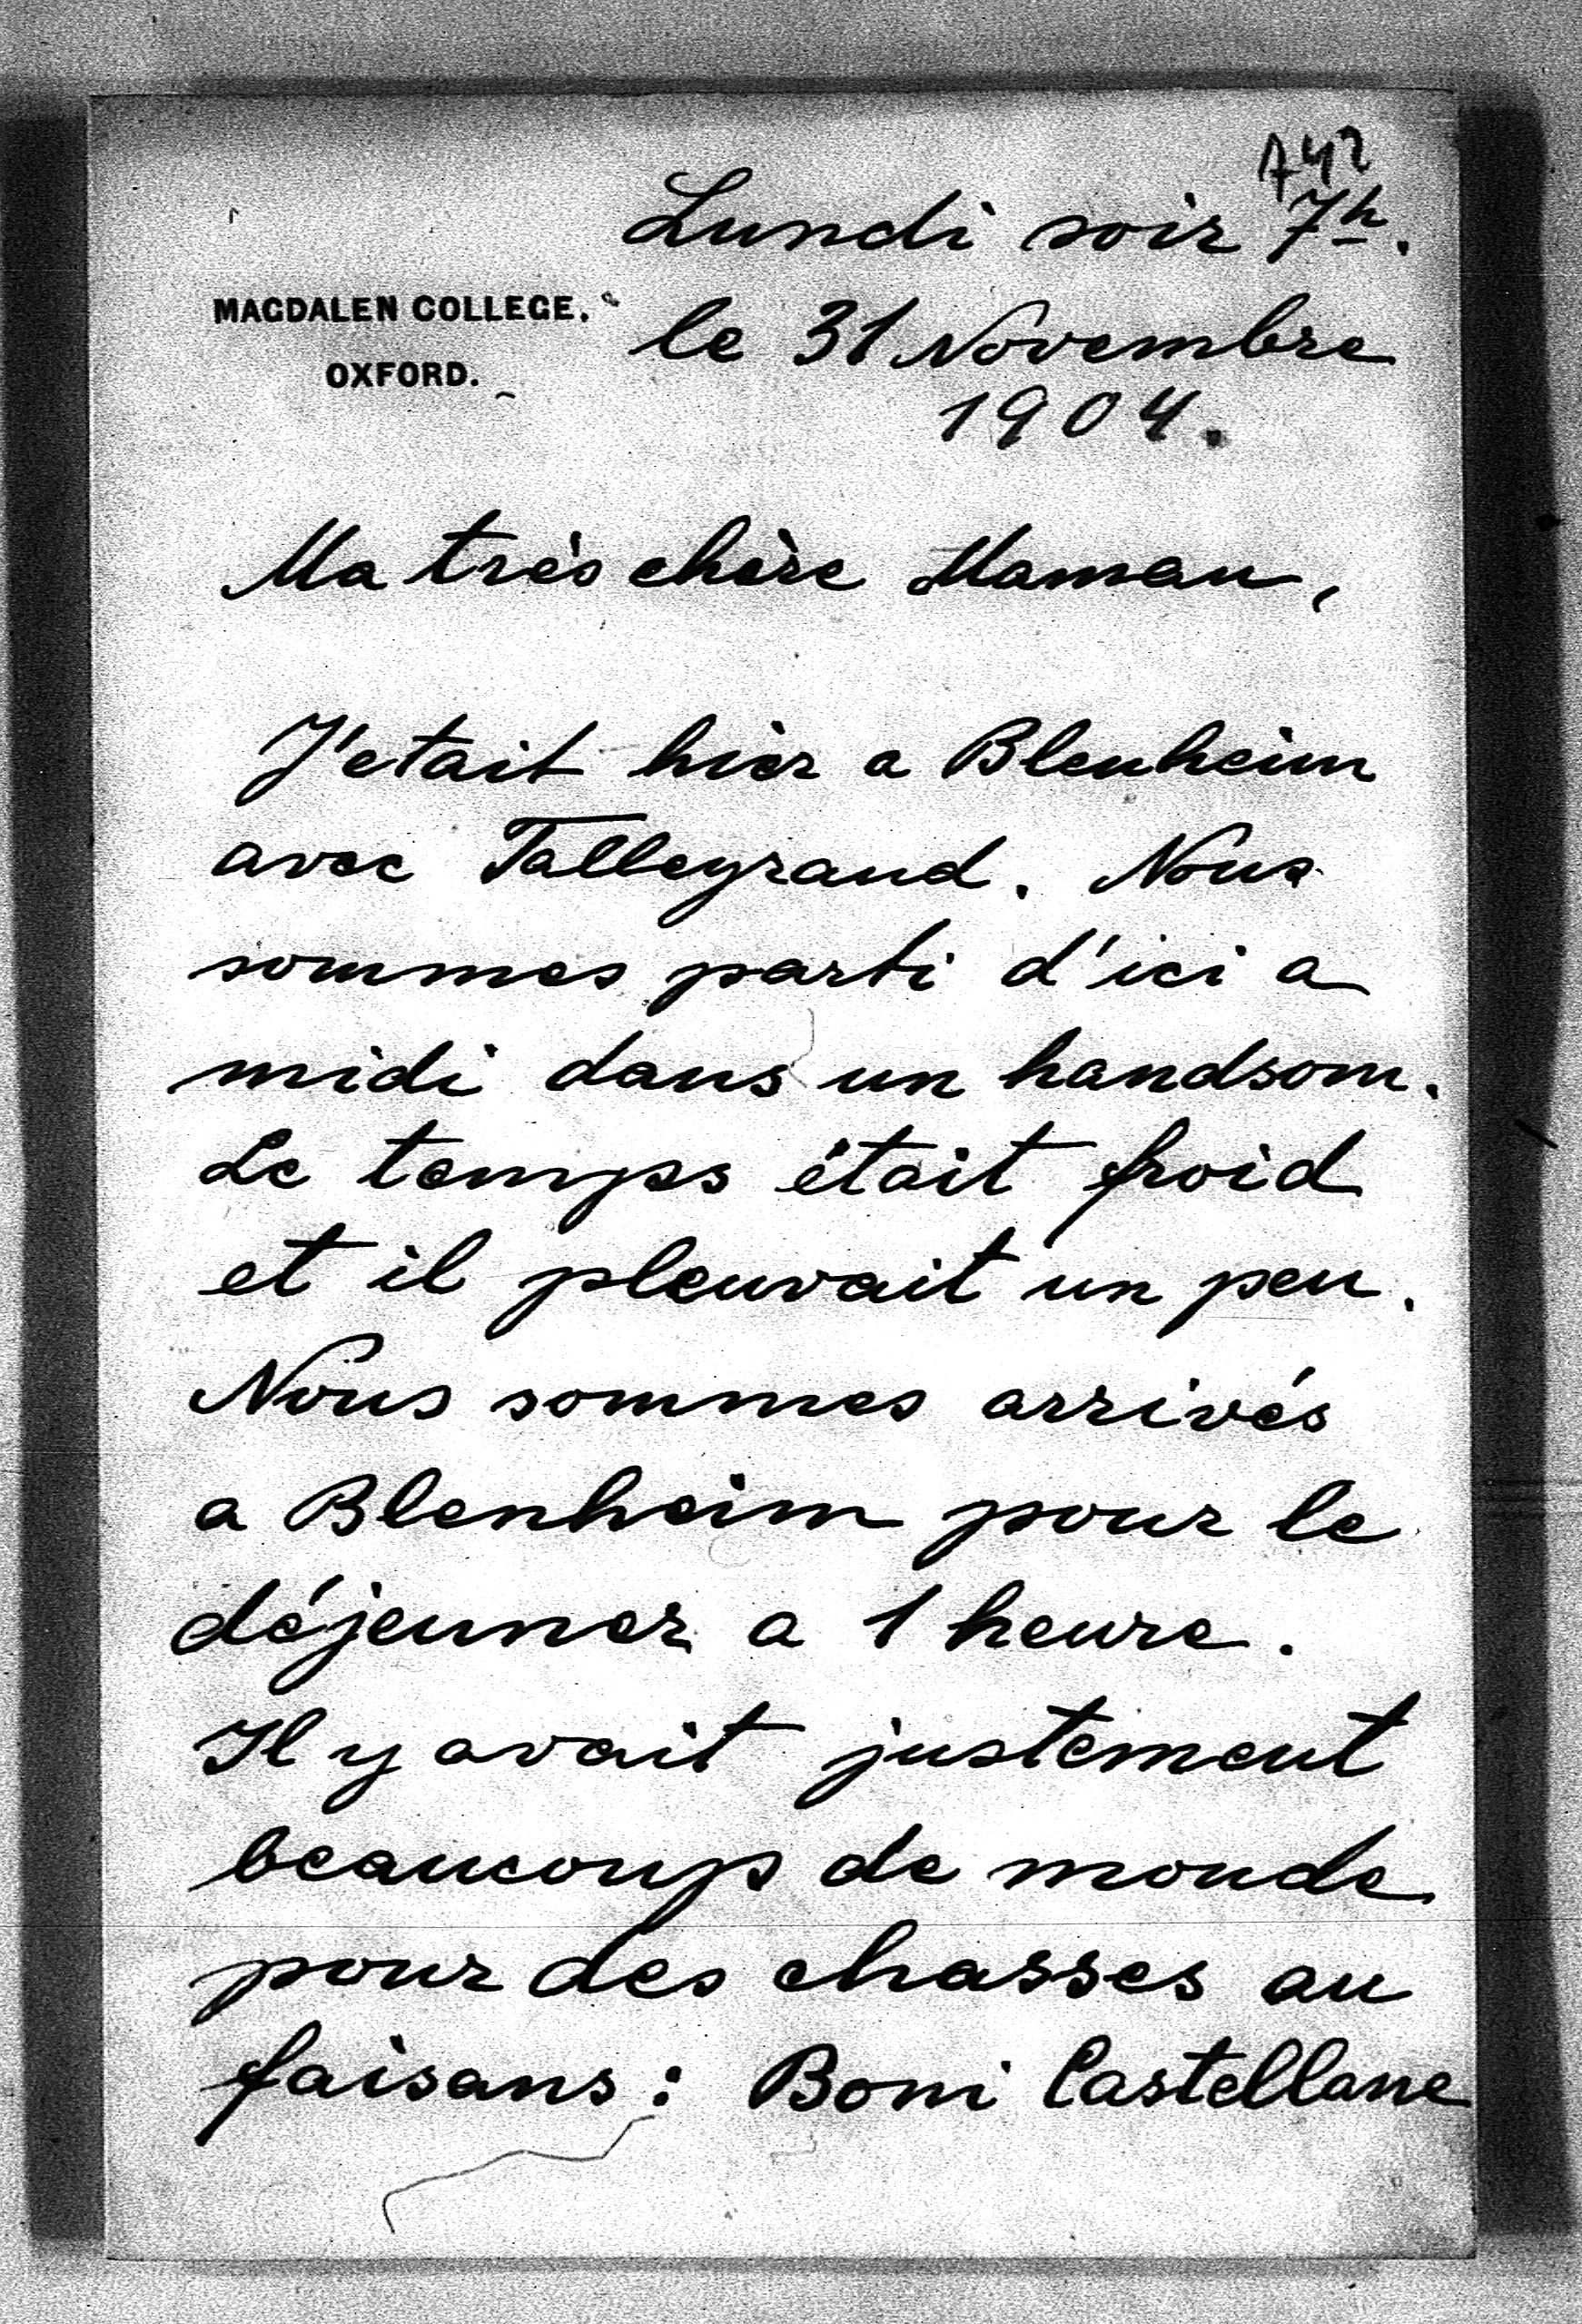 742
Lundi soir 7h.
MAGDALEN COLLEGE,
OXFORD.
le 31 Novembre
1904.
Ma très chère Maman,
J'etait hier a Blenheim
avec Talleyrand. Nous
sommes parti d'ici a
midi dans un handsom.
Le temps était froid
et il pleuvait un peu.
Nous sommes arrivés
a Blenheim pour le
déjeuner a 1 heure.
Il y avait justement
beaucoup de monde
pour des chasses au
faisans : Boni Castellane